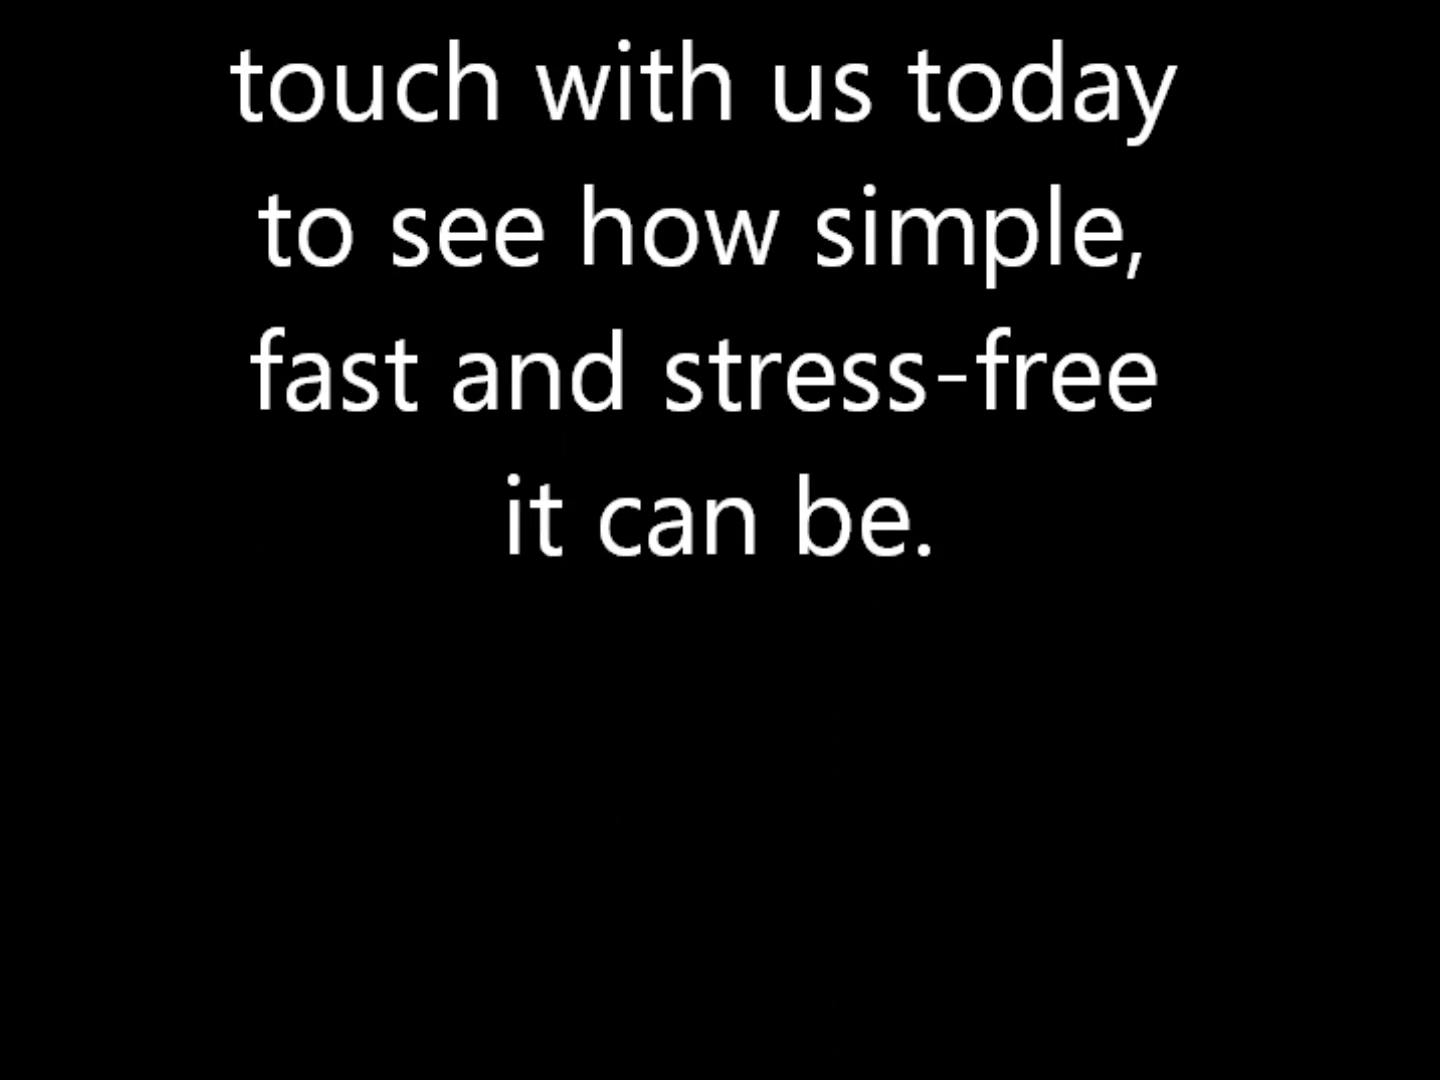 touch with us today
to see how simple,
fast and stress-free
it can be.